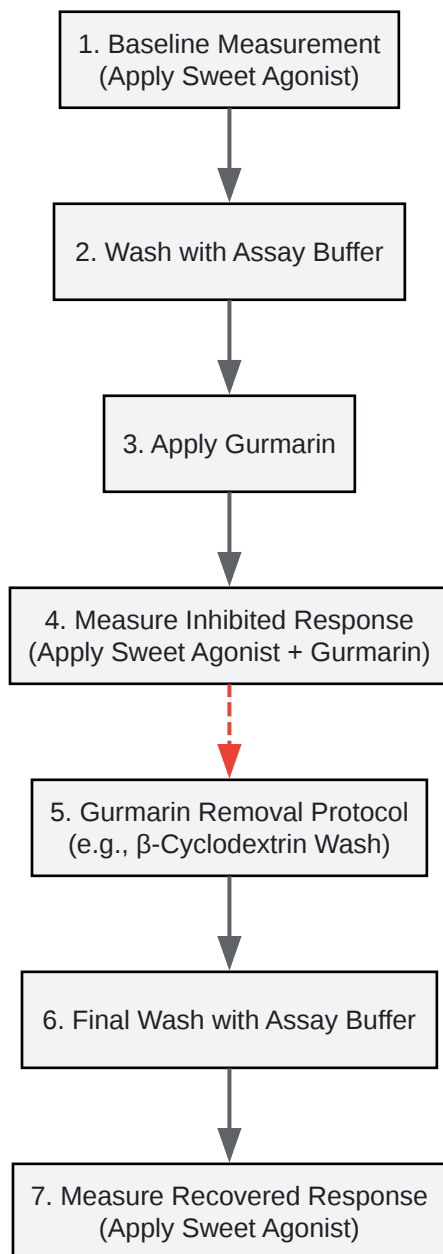 1. Baseline Measurement
(Apply Sweet Agonist)
2. Wash with Assay Buffer
3. Apply Gurmarin
4. Measure Inhibited Response
(Apply Sweet Agonist + Gurmarin)
5. Gurmarin Removal Protocol
(e.g., β-Cyclodextrin Wash)
6. Final Wash with Assay Buffer
7. Measure Recovered Response
(Apply Sweet Agonist)